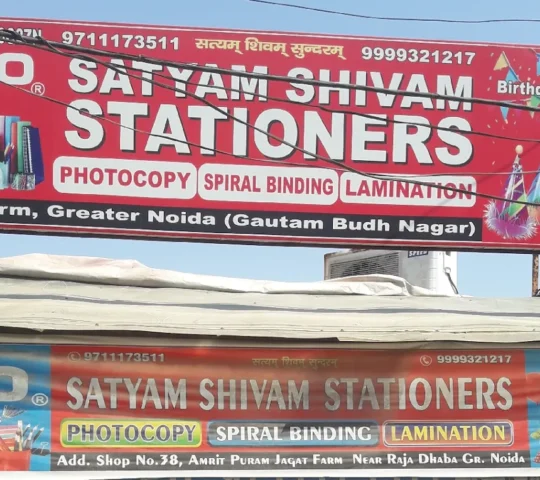 9711173511 सत्यम् शिवम् सुन्दरम् 9999321217
SATYAM SHIVAM
STATIONERS
PHOTOCOPY SPIRAL BINDING LAMINATION
rm, Greater Noida (Gautam Budh Nagar)
Birthd
SPEED
O ®
9711173511 सत्यम् शिवम् सुन्दरम् 9999321217
O ®
SATYAM SHIVAM STATIONERS
PHOTOCOPY SPIRAL BINDING LAMINATION
Add. Shop No.38, Amrit Puram Jagat Farm Near Raja Dhaba Gr. Noida